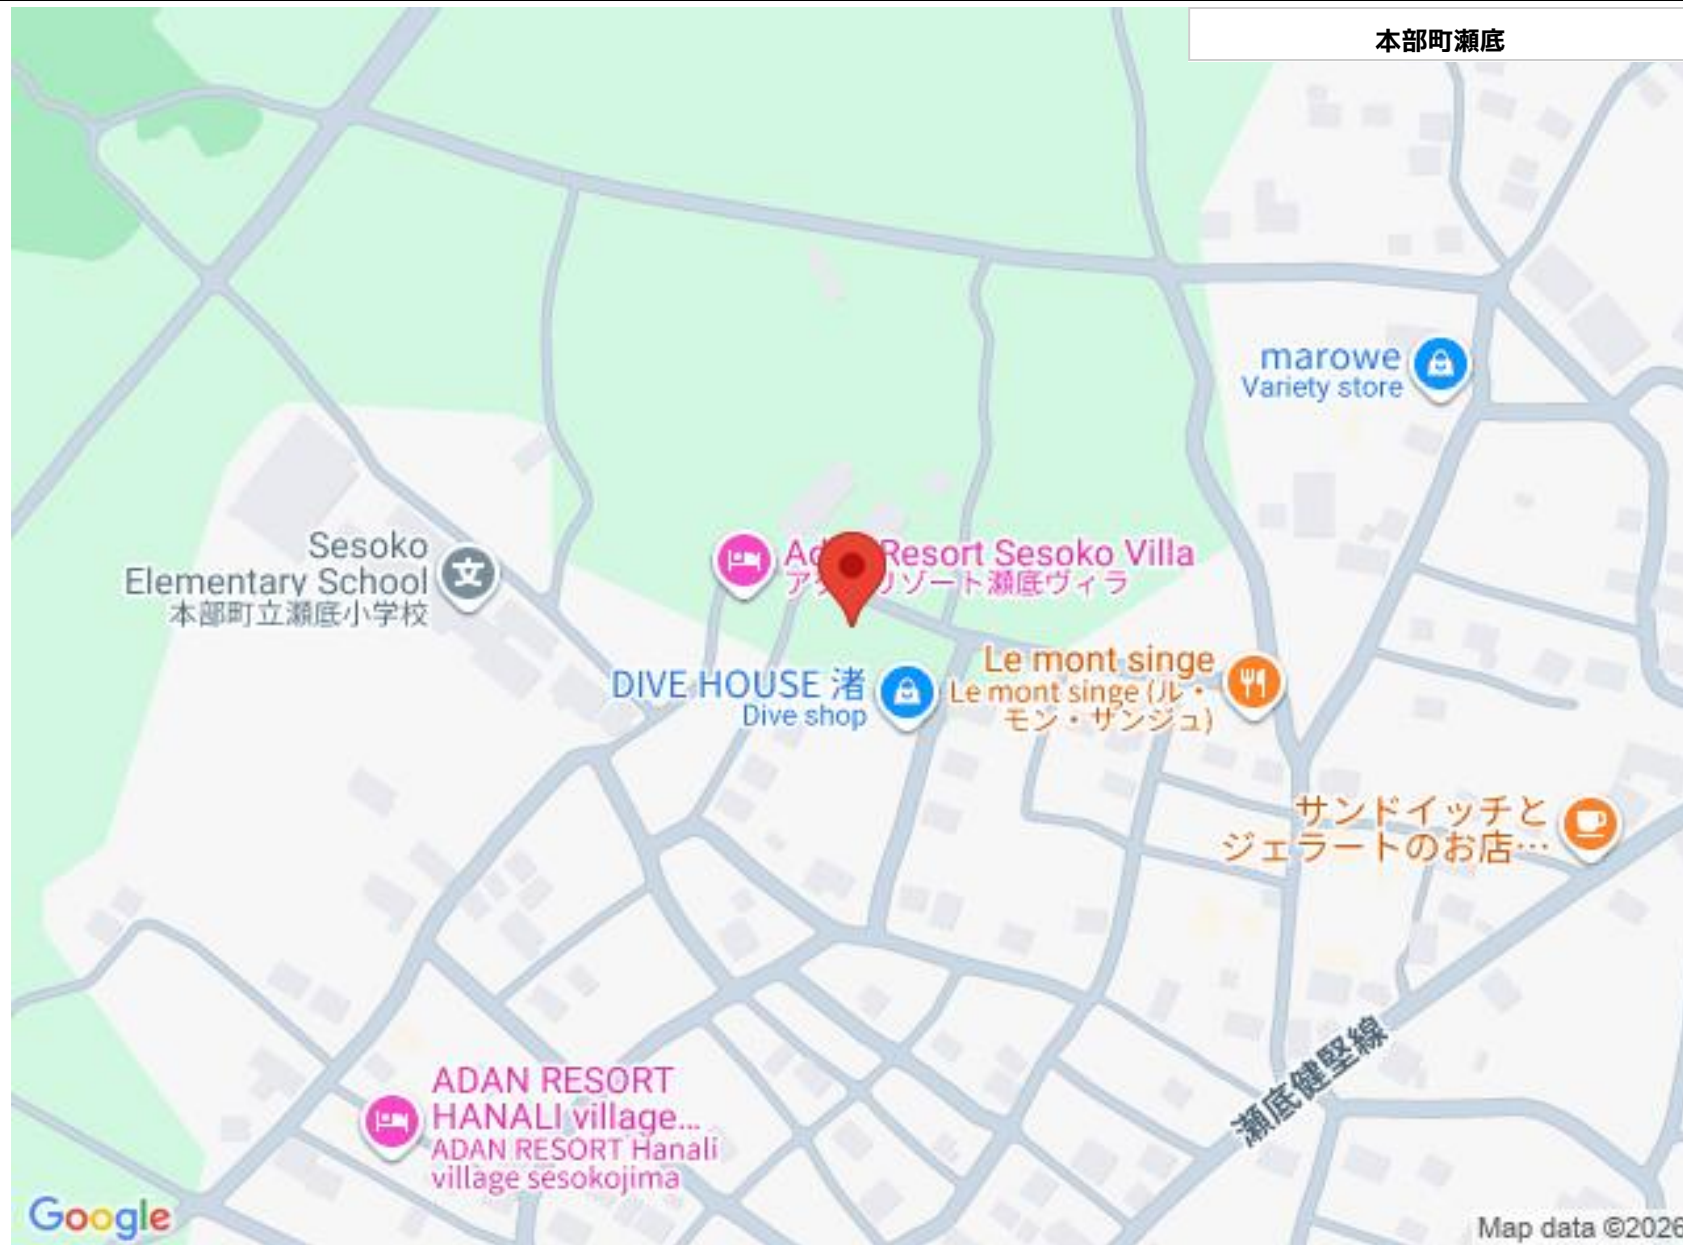 本部町瀬底
marowe
Variety store
Sesoko
Elementary School
本部町立瀬底小学校
Resort Sesoko Villa
リゾート瀬底ヴィラ
DIVE HOUSE 渚
Dive shop
Le mont singe
Le mont singe (ル・
モン・サンジュ)
サンドイッチと
ジェラートのお店…
瀬底健堅線
ADAN RESORT
HANALI village...
ADAN RESORT Hanali
village sesokojima
Google
Map data ©2026